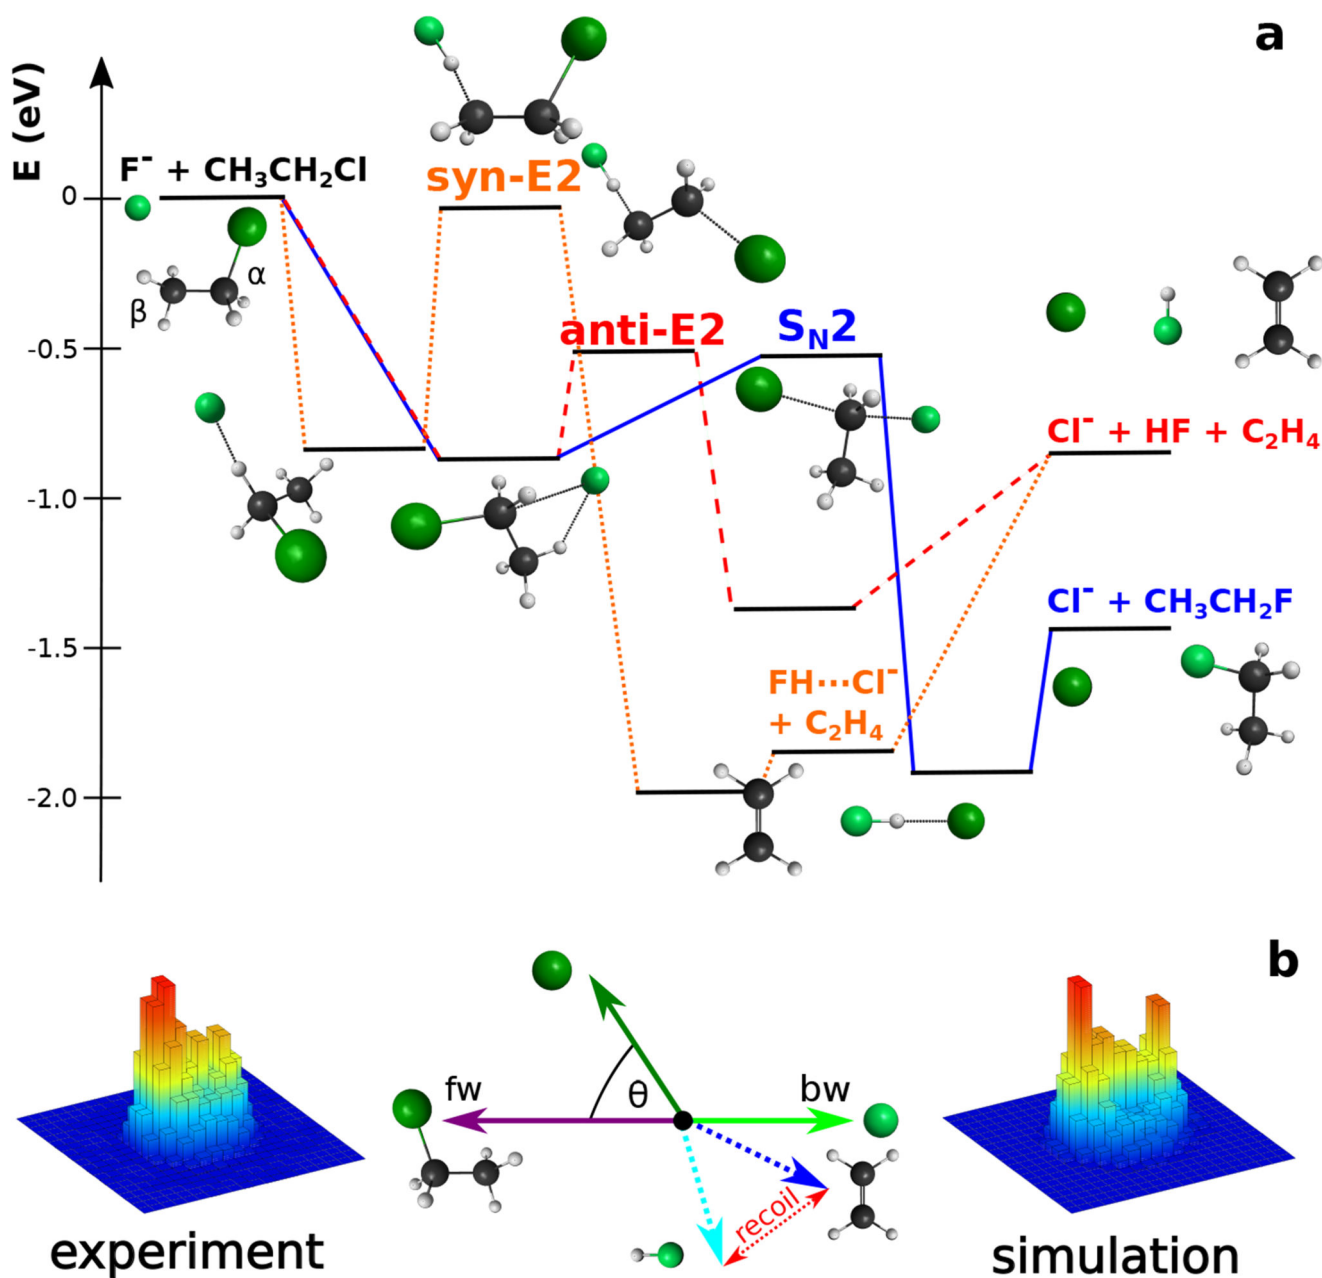 a
E (eV)
F⁻ + CH₃CH₂Cl
syn-E2
0
α
β
-0.5
anti-E2
Sₙ2
Cl⁻ + HF + C₂H₄
-1.0
Cl⁻ + CH₃CH₂F
-1.5
FH···Cl⁻
+ C₂H₄
-2.0
b
fw
θ
bw
recoil
experiment
simulation